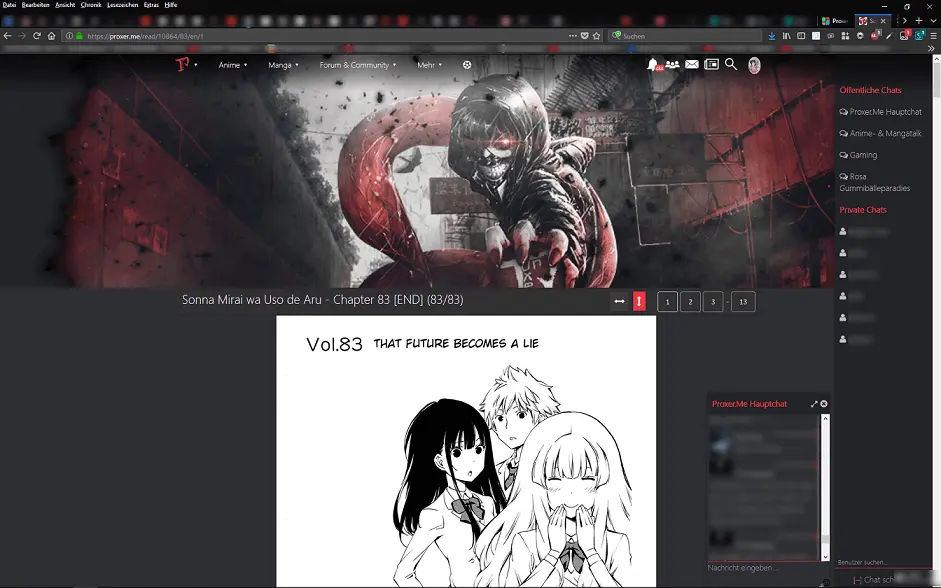 Datei Bearbeiten Ansicht Chronik Lesezeichen Extras Hilfe
Proxer
https://proxer.me/read/10864/83/en/1
Suchen
Anime Manga Forum & Community Mehr
Öffentliche Chats
Proxer.Me Hauptchat
Anime- & Mangatalk
Gaming
Rosa
Gummibälleparadies
Private Chats
Sonna Mirai wa Uso de Aru - Chapter 83 [END] (83/83)
1 2 3 - 13
Vol.83 THAT FUTURE BECOMES A LIE
Proxer.Me Hauptchat
Nachricht eingeben ...
Benutzer suchen...
[–] Chat sch